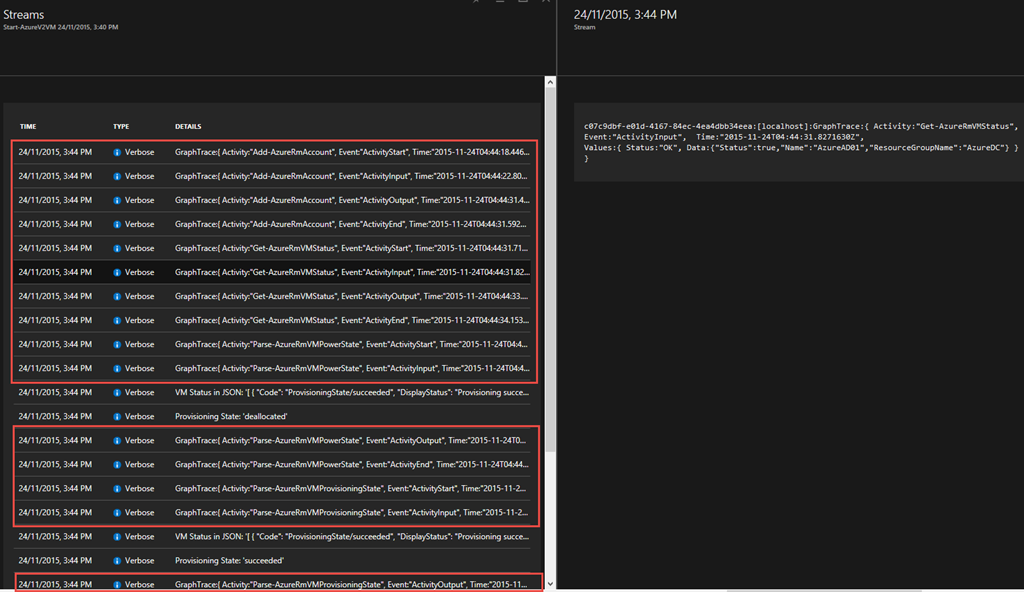 Streams
Start-AzureV2VM 24/11/2015, 3:40 PM
TIME TYPE DETAILS
24/11/2015, 3:44 PM Verbose GraphTrace:{ Activity:"Add-AzureRmAccount", Event:"ActivityStart", Time:"2015-11-24T04:44:18.446...
24/11/2015, 3:44 PM Verbose GraphTrace:{ Activity:"Add-AzureRmAccount", Event:"ActivityInput", Time:"2015-11-24T04:44:22.80...
24/11/2015, 3:44 PM Verbose GraphTrace:{ Activity:"Add-AzureRmAccount", Event:"ActivityOutput", Time:"2015-11-24T04:44:31.4...
24/11/2015, 3:44 PM Verbose GraphTrace:{ Activity:"Add-AzureRmAccount", Event:"ActivityEnd", Time:"2015-11-24T04:44:31.592...
24/11/2015, 3:44 PM Verbose GraphTrace:{ Activity:"Get-AzureRmVMStatus", Event:"ActivityStart", Time:"2015-11-24T04:44:31.71...
24/11/2015, 3:44 PM Verbose GraphTrace:{ Activity:"Get-AzureRmVMStatus", Event:"ActivityInput", Time:"2015-11-24T04:44:31.82...
24/11/2015, 3:44 PM Verbose GraphTrace:{ Activity:"Get-AzureRmVMStatus", Event:"ActivityOutput", Time:"2015-11-24T04:44:33....
24/11/2015, 3:44 PM Verbose GraphTrace:{ Activity:"Get-AzureRmVMStatus", Event:"ActivityEnd", Time:"2015-11-24T04:44:34.153...
24/11/2015, 3:44 PM Verbose GraphTrace:{ Activity:"Parse-AzureRmVMPowerState", Event:"ActivityStart", Time:"2015-11-24T04:4...
24/11/2015, 3:44 PM Verbose GraphTrace:{ Activity:"Parse-AzureRmVMPowerState", Event:"ActivityInput", Time:"2015-11-24T04:4...
24/11/2015, 3:44 PM Verbose VM Status in JSON: '[ { "Code": "ProvisioningState/succeeded", "DisplayStatus": "Provisioning succe...
24/11/2015, 3:44 PM Verbose Provisioning State: 'deallocated'
24/11/2015, 3:44 PM Verbose GraphTrace:{ Activity:"Parse-AzureRmVMPowerState", Event:"ActivityOutput", Time:"2015-11-24T0...
24/11/2015, 3:44 PM Verbose GraphTrace:{ Activity:"Parse-AzureRmVMPowerState", Event:"ActivityEnd", Time:"2015-11-24T04:44...
24/11/2015, 3:44 PM Verbose GraphTrace:{ Activity:"Parse-AzureRmVMProvisioningState", Event:"ActivityStart", Time:"2015-11-2...
24/11/2015, 3:44 PM Verbose GraphTrace:{ Activity:"Parse-AzureRmVMProvisioningState", Event:"ActivityInput", Time:"2015-11-2...
24/11/2015, 3:44 PM Verbose VM Status in JSON: '[ { "Code": "ProvisioningState/succeeded", "DisplayStatus": "Provisioning succe...
24/11/2015, 3:44 PM Verbose Provisioning State: 'succeeded'
24/11/2015, 3:44 PM Verbose GraphTrace:{ Activity:"Parse-AzureRmVMProvisioningState", Event:"ActivityOutput", Time:"2015-11...
24/11/2015, 3:44 PM
Stream
c07c9dbf-e01d-4167-84ec-4ea4dbb34eea:[localhost]:GraphTrace:{ Activity:"Get-AzureRmVMStatus",
Event:"ActivityInput", Time:"2015-11-24T04:44:31.8271630Z",
Values:{ Status:"OK", Data:{"Status":true,"Name":"AzureAD01","ResourceGroupName":"AzureDC"} }
}